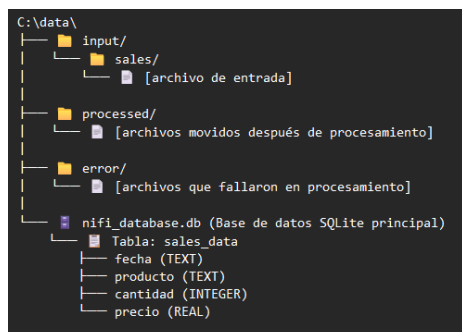 C:\data\
input/
sales/
[archivo de entrada]
processed/
[archivos movidos después de procesamiento]
error/
[archivos que fallaron en procesamiento]
nifi_database.db (Base de datos SQLite principal)
Tabla: sales_data
fecha (TEXT)
producto (TEXT)
cantidad (INTEGER)
precio (REAL)